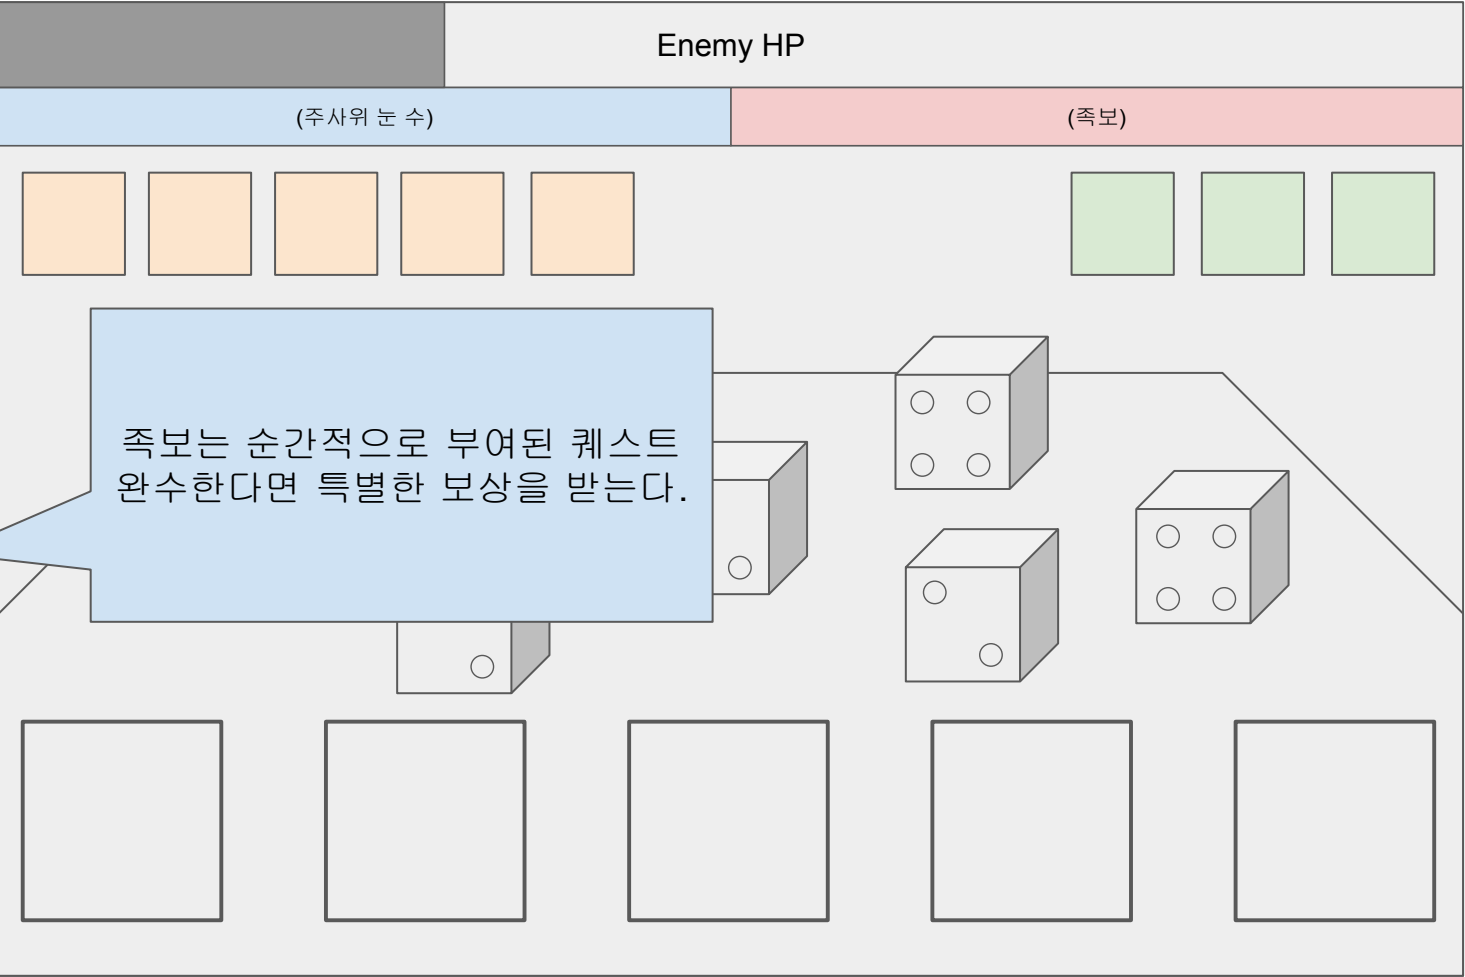 Enemy HP
(주사위 눈 수)
(족보)
족보는 순간적으로 부여된 퀘스트
완수한다면 특별한 보상을 받는다.